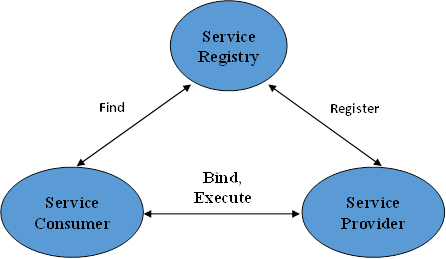 Service
Registry
Find
Register
Bind,
Execute
Service
Consumer
Service
Provider